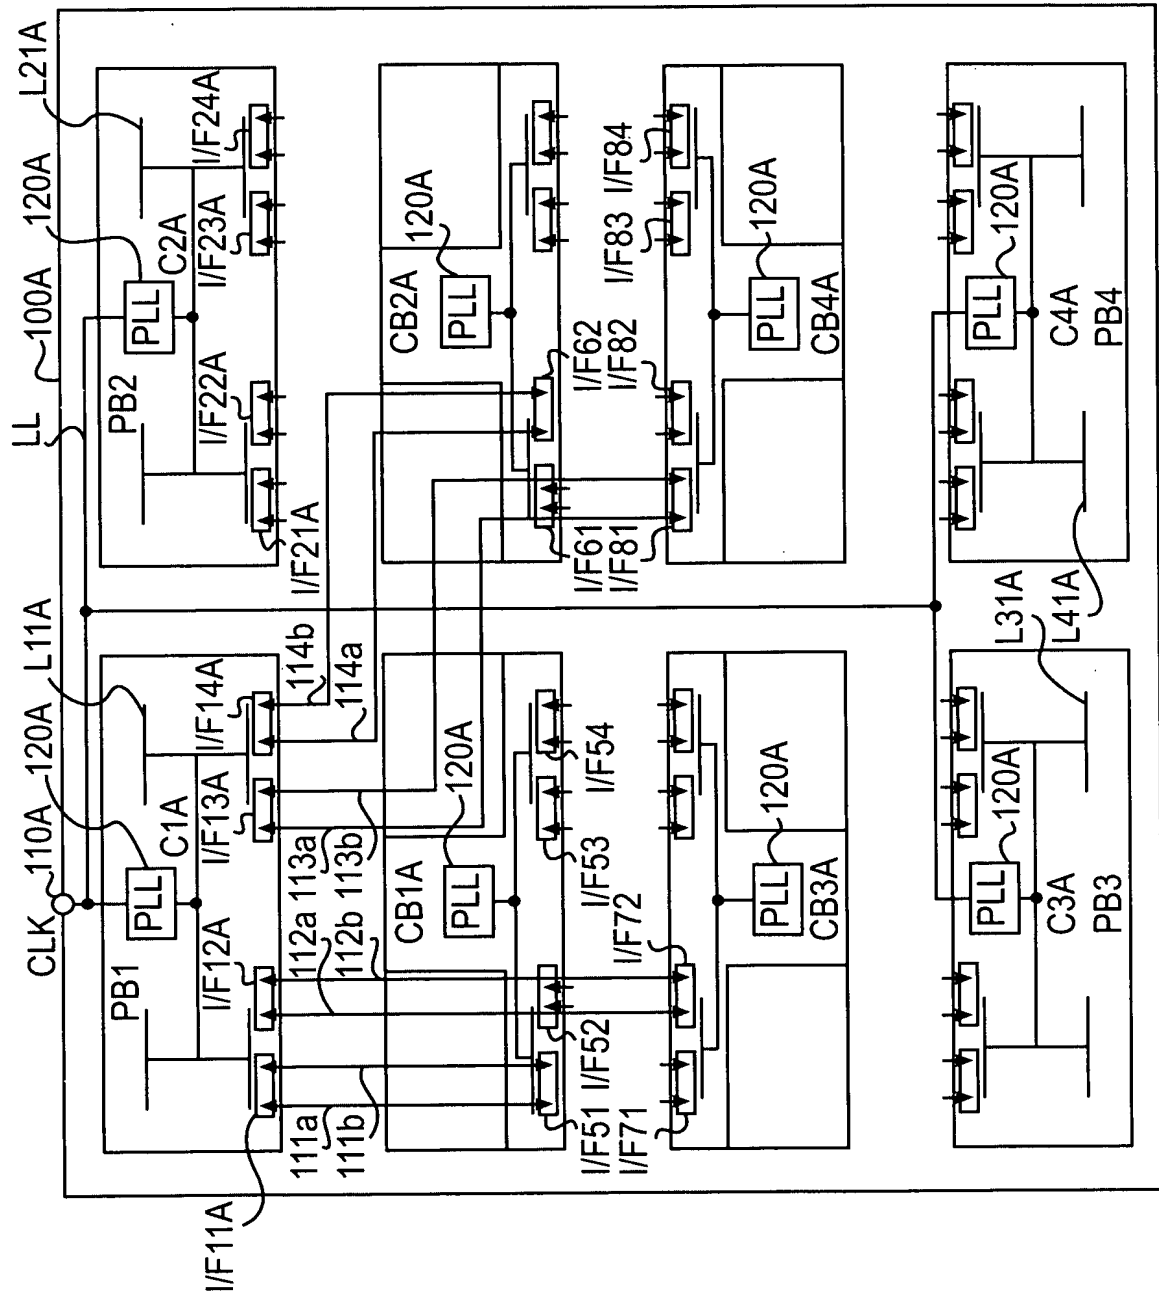 I/F11A
CLK
110A
120A
L11A
LL
100A
120A
L21A
PB1
PLL
C1A
PB2
PLL
C2A
I/F12A
I/F13A
I/F14A
I/F22A
I/F23A
I/F24A
I/F21A
111a
111b
112a
112b
113a
113b
114b
114a
CB1A
PLL
120A
CB2A
PLL
120A
I/F51
I/F52
I/F53
I/F54
I/F61
I/F62
I/F71
I/F72
I/F81
I/F82
I/F83
I/F84
CB3A
PLL
120A
CB4A
PLL
120A
PLL
120A
C3A
PB3
L31A
L41A
PLL
120A
C4A
PB4